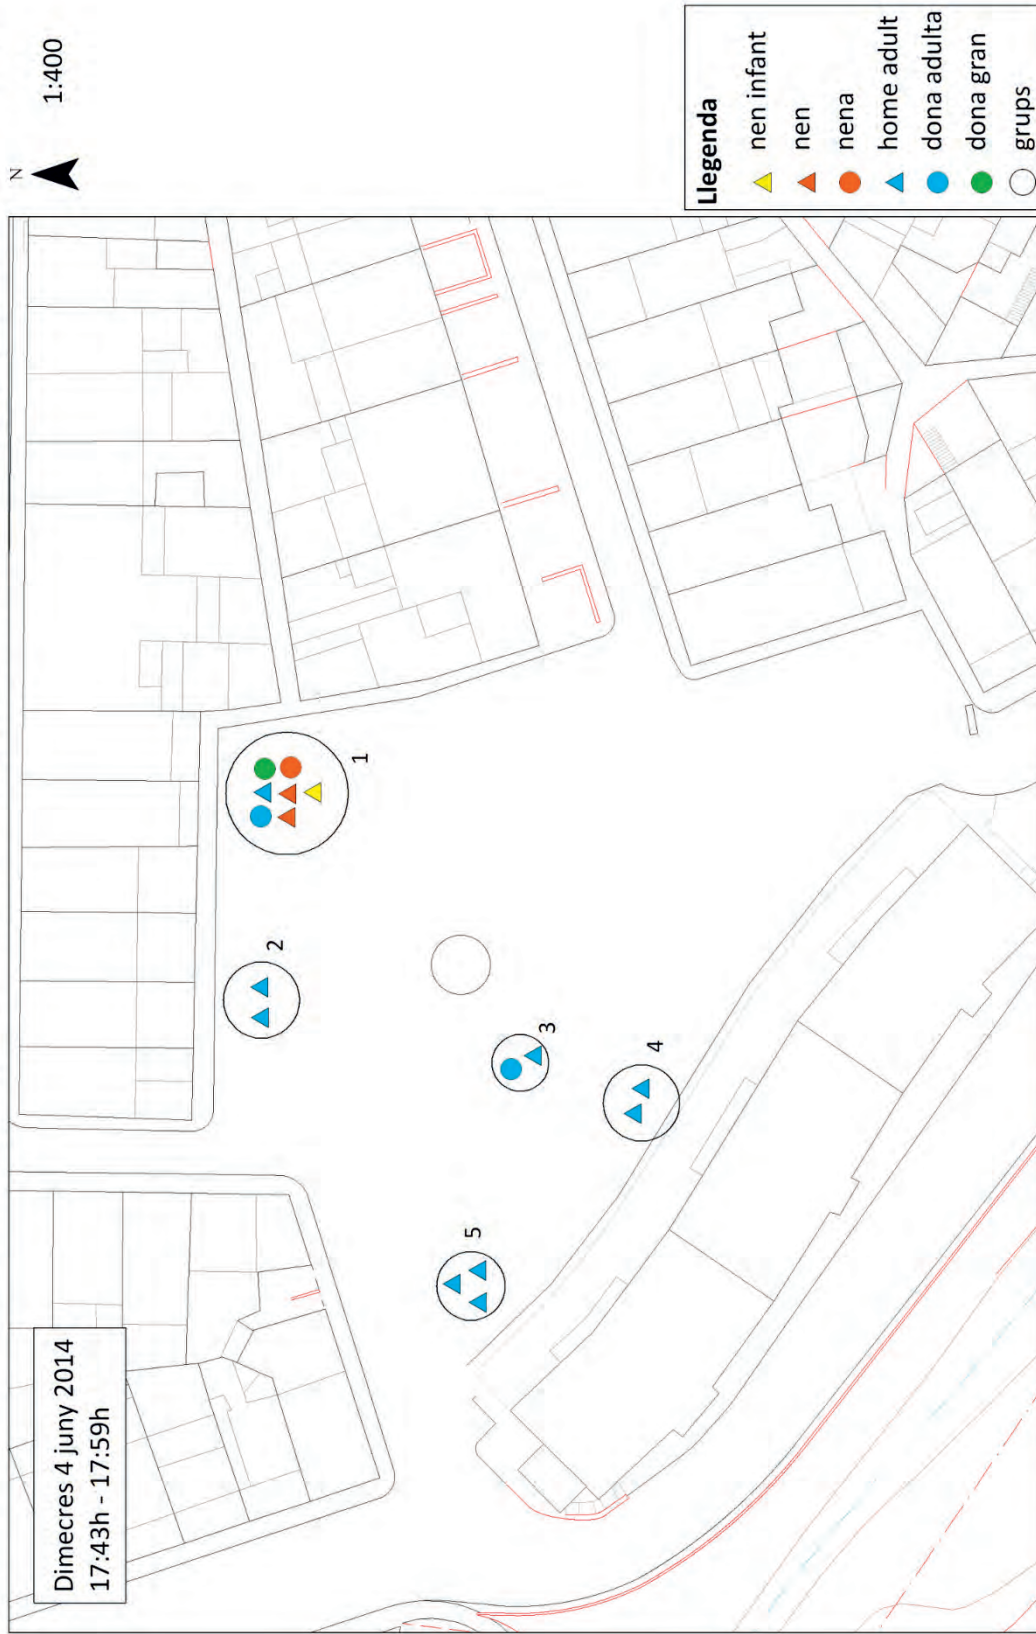 Dimecres 4 juny 2014
17:43h - 17:59h
5
4
3
2
1
N
1:400
Llegenda
nen infant
nen
nena
home adult
dona adulta
dona gran
grups